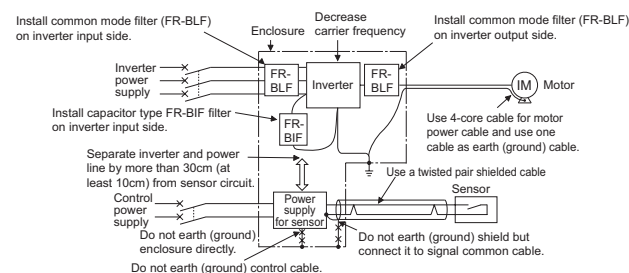 Install common mode filter (FR-BLF)
on inverter input side.
Enclosure
Decrease
carrier frequency
Install common mode filter (FR-BLF)
on inverter output side.
Inverter
power
supply
FR-
BLF
Inverter
FR-
BLF
IM
Motor
Install capacitor type FR-BIF filter
on inverter input side.
FR-
BIF
Use 4-core cable for motor
power cable and use one
cable as earth (ground) cable.
Separate inverter and power
line by more than 30cm (at
least 10cm) from sensor circuit.
Use a twisted pair shielded cable
Control
power
supply
Power
supply
for sensor
Sensor
Do not earth (ground)
enclosure directly.
Do not earth (ground) shield but
connect it to signal common cable.
Do not earth (ground) control cable.